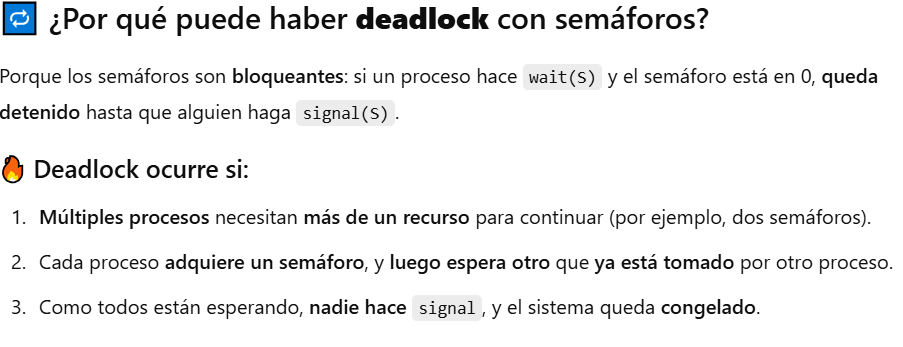 ¿Por qué puede haber deadlock con semáforos?
Porque los semáforos son bloqueantes: si un proceso hace wait(S) y el semáforo está en 0, queda
detenido hasta que alguien haga signal(S).
Deadlock ocurre si:
1. Múltiples procesos necesitan más de un recurso para continuar (por ejemplo, dos semáforos).
2. Cada proceso adquiere un semáforo, y luego espera otro que ya está tomado por otro proceso.
3. Como todos están esperando, nadie hace signal, y el sistema queda congelado.